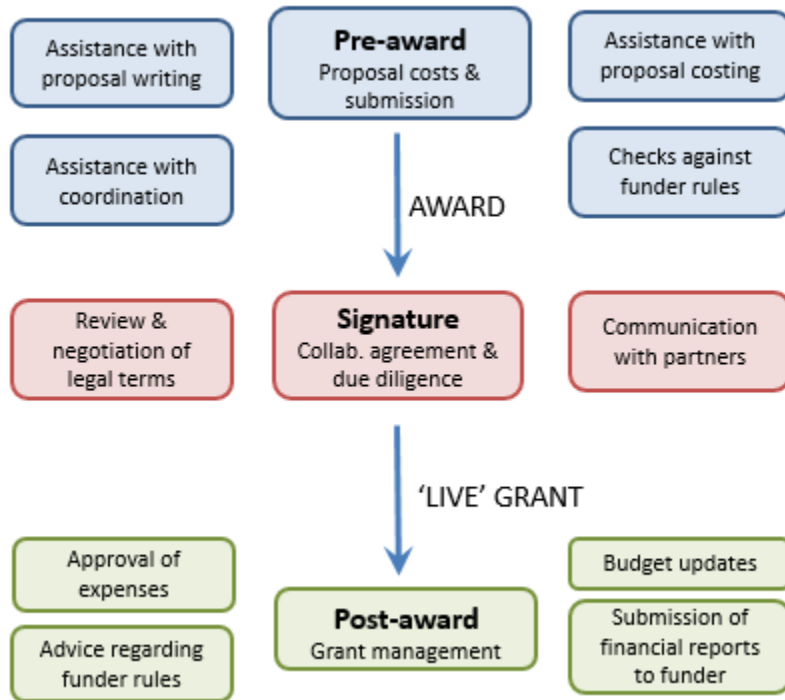 Assistance with
proposal writing
Pre-award
Proposal costs &
submission
Assistance with
proposal costing
Assistance with
coordination
Checks against
funder rules
AWARD
Review &
negotiation of
legal terms
Signature
Collab. agreement &
due diligence
Communication
with partners
‘LIVE’ GRANT
Approval of
expenses
Budget updates
Post-award
Grant management
Advice regarding
funder rules
Submission of
financial reports
to funder